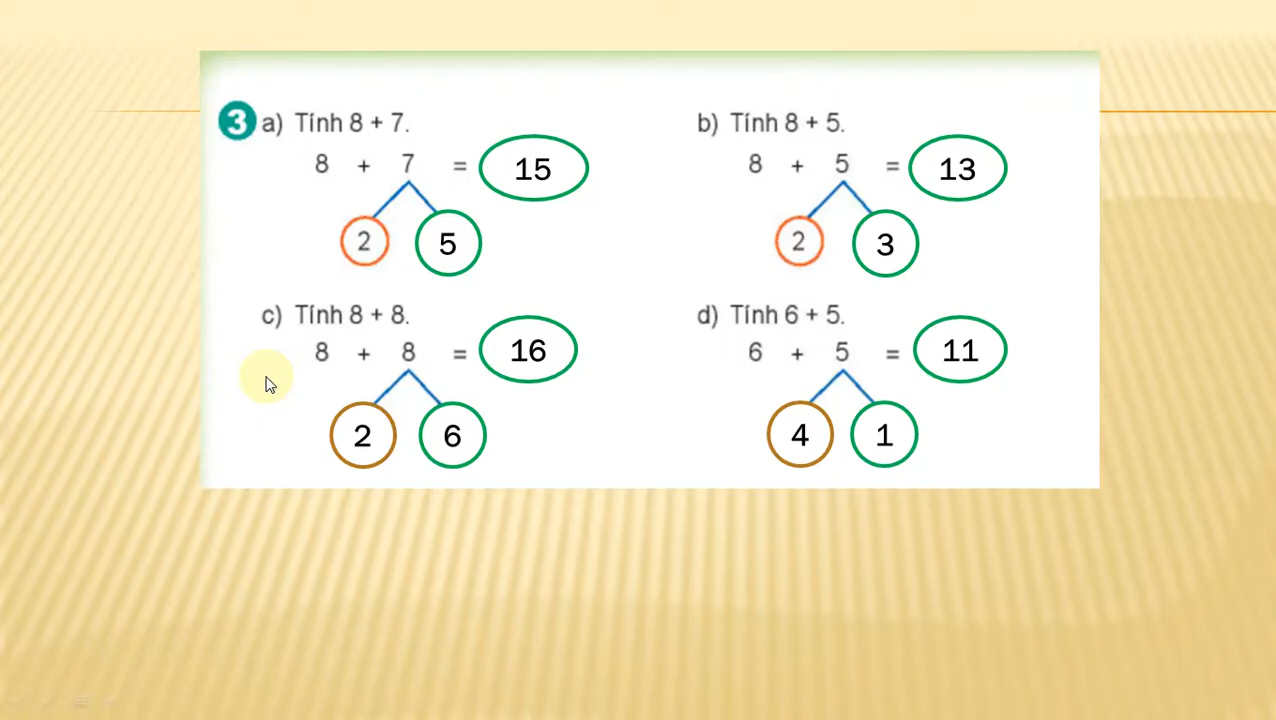 3 a) Tính 8 + 7.
8 + 7 = 15
2 5
b) Tính 8 + 5.
8 + 5 = 13
2 3
c) Tính 8 + 8.
8 + 8 = 16
2 6
d) Tính 6 + 5.
6 + 5 = 11
4 1